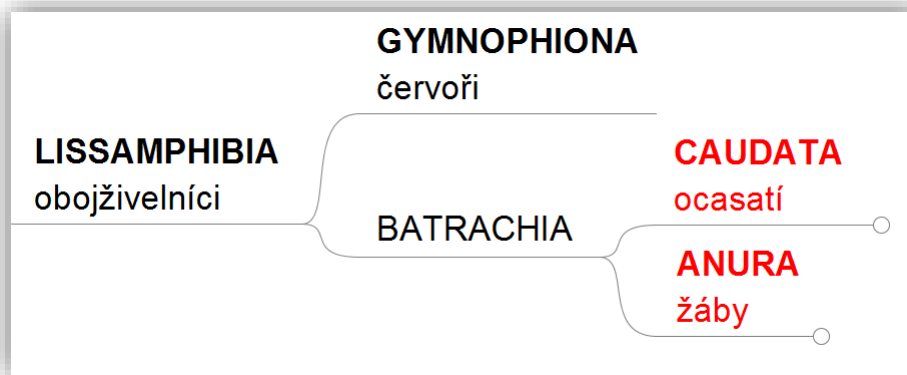 GYMNOPHIONA
červoři
LISSAMPHIBIA
obojživelníci
BATRACHIA
CAUDATA
ocasatí
ANURA
žáby